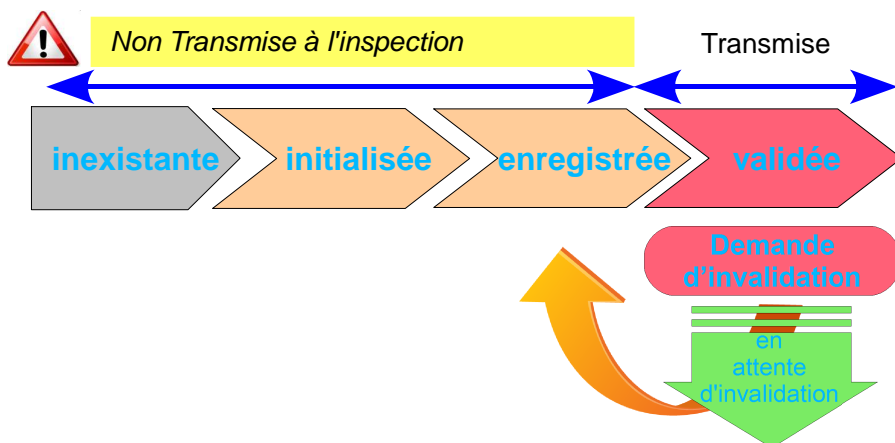 Non Transmise à l'inspection
Transmise
inexistante
initialisée
enregistrée
validée
Demande
d'invalidation
en
attente
d'invalidation